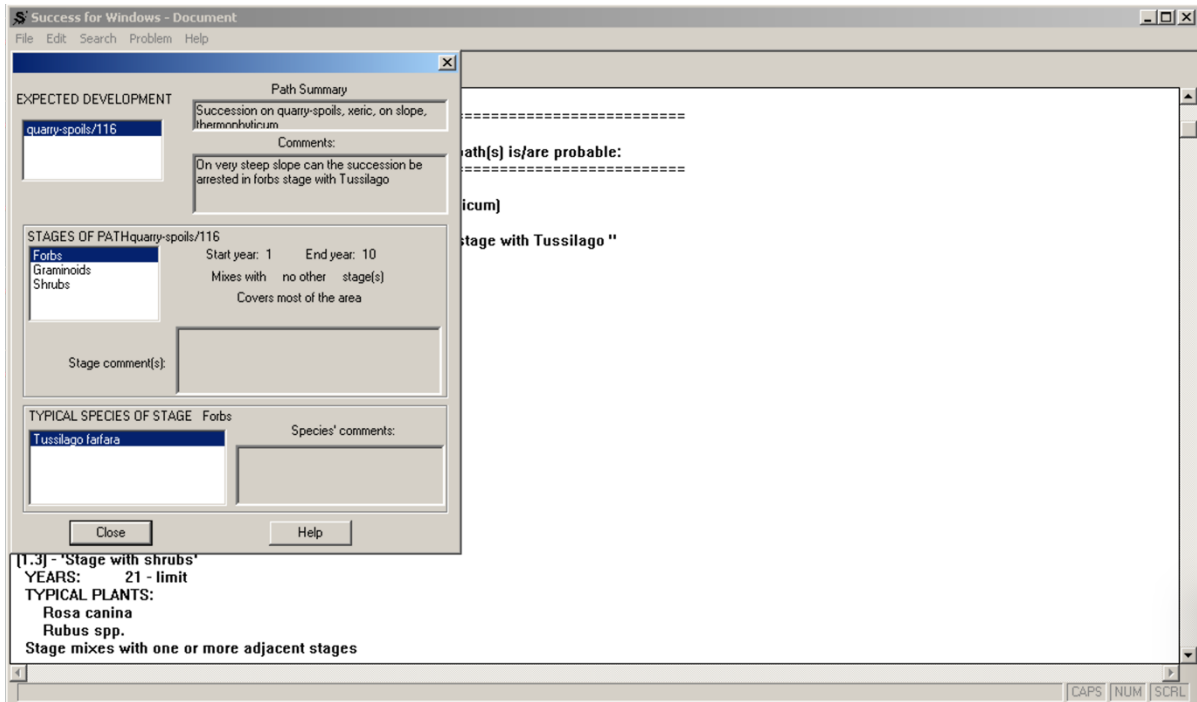 Success for Windows - Document
File Edit Search Problem Help
EXPECTED DEVELOPMENT
quarry-spoils/116
Path Summary
Succession on quarry-spoils, xeric, on slope,
thermophyticum
Comments:
On very steep slope can the succession be
arrested in forbs stage with Tussilago
STAGES OF PATHquarry-spoils/116
Forbs
Graminoids
Shrubs
Start year: 1 End year: 10
Mixes with no other stage(s)
Covers most of the area
Stage comment(s):
TYPICAL SPECIES OF STAGE Forbs
Tussilago farfara
Species' comments:
Close Help
==========================
path(s) is/are probable:
==========================
icum)
stage with Tussilago "
[1.3] - 'Stage with shrubs'
YEARS: 21 - limit
TYPICAL PLANTS:
Rosa canina
Rubus spp.
Stage mixes with one or more adjacent stages
CAPS NUM SCRL